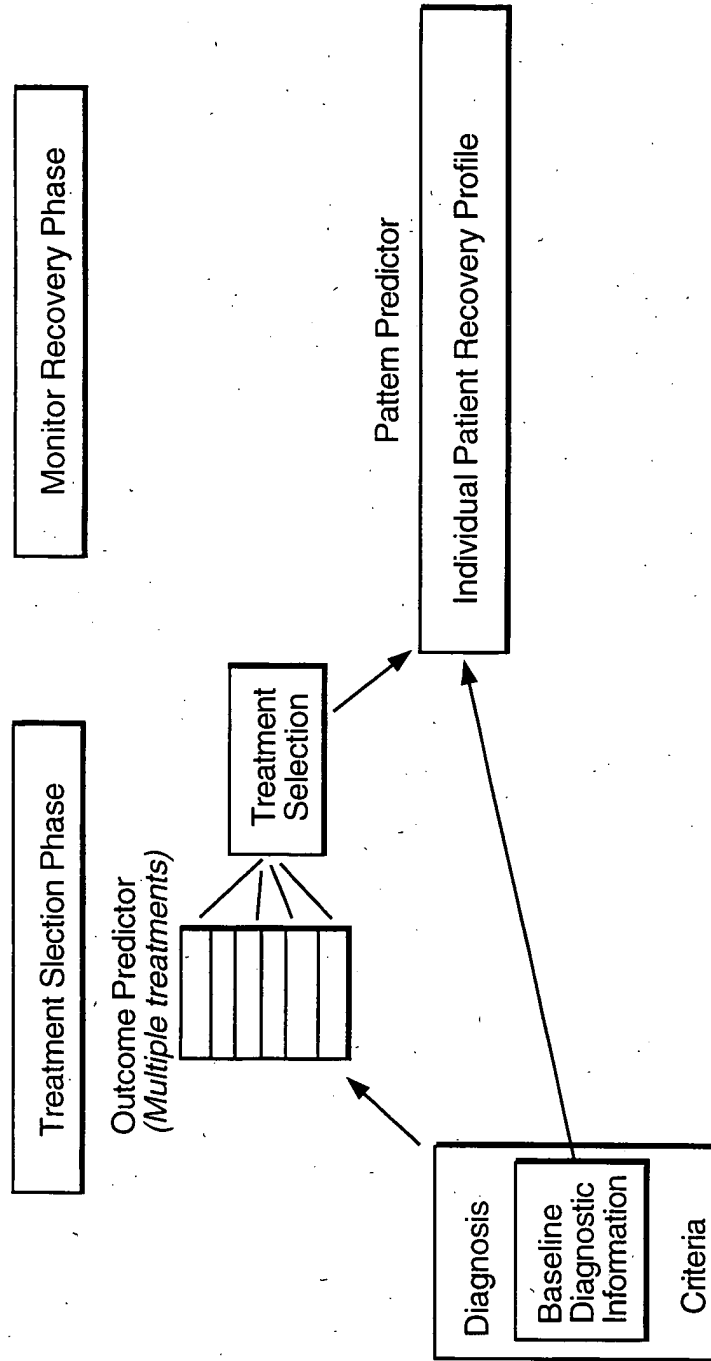 Treatment Slection Phase
Monitor Recovery Phase
Outcome Predictor
(Multiple treatments)
Treatment
Selection
Pattern Predictor
Individual Patient Recovery Profile
Diagnosis
Baseline
Diagnostic
Information
Criteria